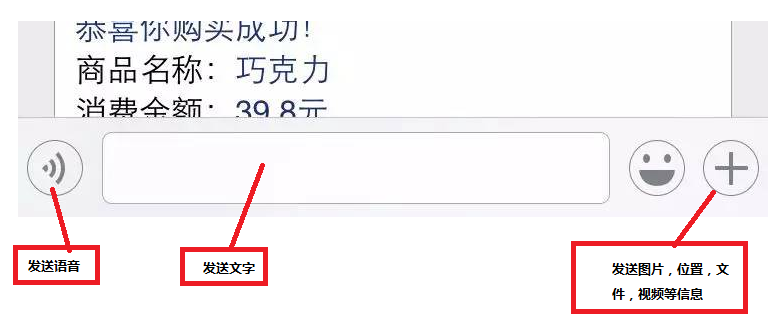 恭喜你购买成功!
商品名称：巧克力
消费金额：39.8元
发送语音
发送文字
发送图片，位置，文
件，视频等信息